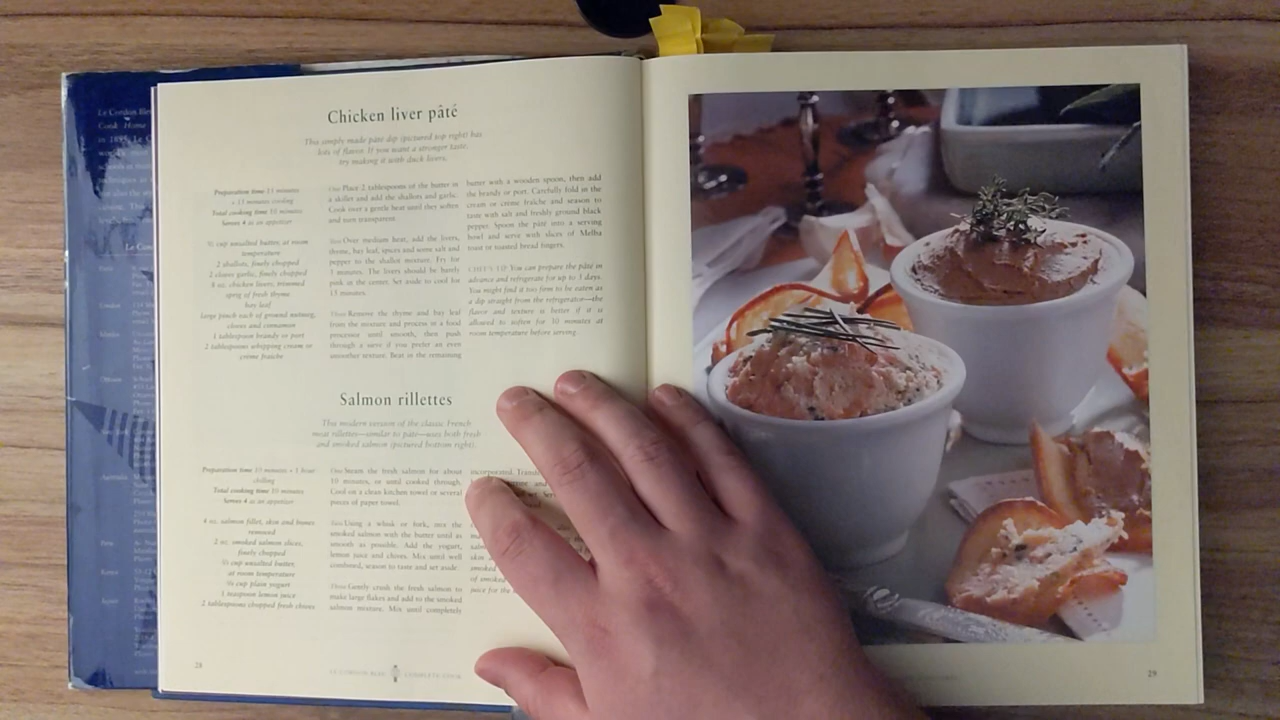 Chicken liver pâté
This simply made pâté dip (pictured top right) has
lots of flavor. If you want a stronger taste,
try making it with duck livers.
Preparation time 25 minutes
+ 15 minutes cooling
Total cooking time 10 minutes
Serves 4 as an appetizer
cup unsalted butter, at room
temperature
2 shallots, finely chopped
2 cloves garlic, finely chopped
8 oz. chicken livers, trimmed
sprig of fresh thyme
bay leaf
large pinch each of ground nutmeg,
cloves and cinnamon
1 tablespoon brandy or port
2 tablespoons whipping cream or
crème fraîche
One Place 2 tablespoons of the butter in
a skillet and add the shallots and garlic.
Cook over a gentle heat until they soften
and turn transparent.
Two Over medium heat, add the livers,
thyme, bay leaf, spices and some salt and
pepper to the shallot mixture. Fry for
3 minutes. The livers should be barely
pink at the center. Set aside to cool for
15 minutes.
Three Remove the thyme and bay leaf
from the mixture and process in a food
processor until smooth, then push
through a sieve if you prefer an even
smoother texture. Beat in the remaining
butter with a wooden spoon, then add
the brandy or port. Carefully fold in the
cream or crème fraîche and season to
taste with salt and freshly ground black
pepper. Spoon the pâté into a serving
bowl and serve with slices of Melba
toast or toasted bread fingers.
CHEF'S TIP You can prepare the pâté in
advance and refrigerate for up to 3 days.
You might find it too firm to be eaten as
a dip straight from the refrigerator—the
flavor and texture is better if it is
allowed to soften for 30 minutes at
room temperature before serving.
Salmon rillettes
This modern version of the classic French
meat rillettes—similar to pâté—uses both fresh
and smoked salmon (pictured bottom right).
Preparation time 30 minutes + 1 hour
chilling
Total cooking time 10 minutes
Serves 4 as an appetizer
4 oz. salmon fillet, skin and bones
removed
2 oz. smoked salmon slices,
finely chopped
cup unsalted butter,
at room temperature
cup plain yogurt
1 teaspoon lemon juice
2 tablespoons chopped fresh chives
One Steam the fresh salmon for about
10 minutes, or until cooked through.
Cool on a clean kitchen towel or several
pieces of paper towel.
Two Using a whisk or fork, mix the
smoked salmon with the butter until as
smooth as possible. Add the yogurt,
lemon juice and chives. Mix until well
combined, season to taste and set aside.
Three Gently crush the fresh salmon to
make large flakes and add to the smoked
salmon mixture. Mix until completely
incorporated.
of smoked
juice for the
28
LE CORDON BLEU COMPLETE COOK
29
Le Cordon Bleu